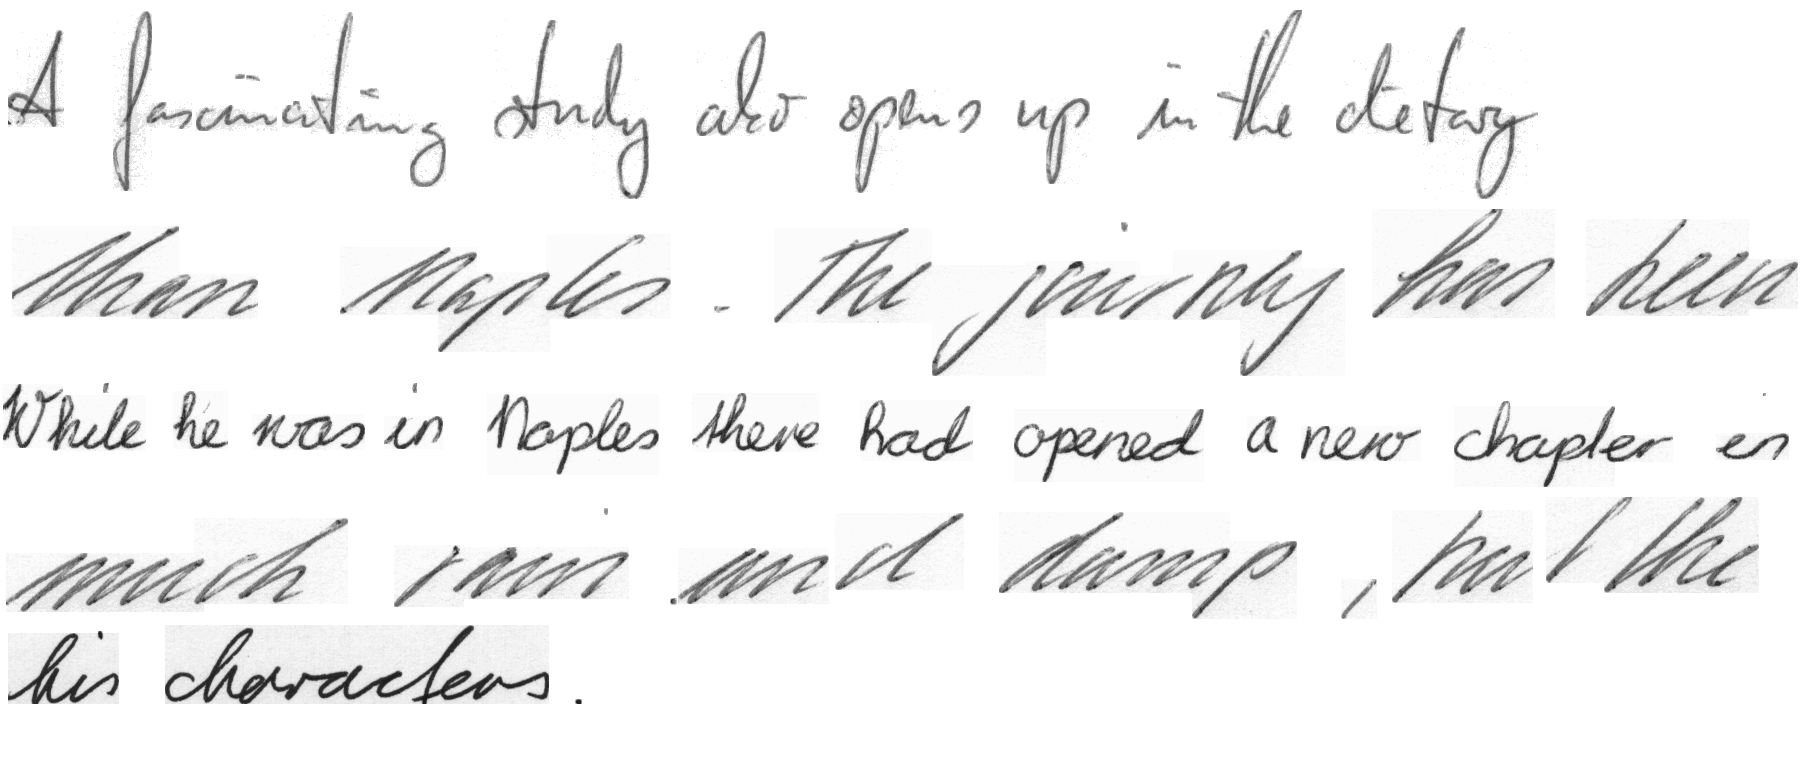 A fascinating study also opens up in the dietary
than Naples. The journey has been
While he was in Naples there had opened a new chapter in
much rain and damp, but the
his characters.